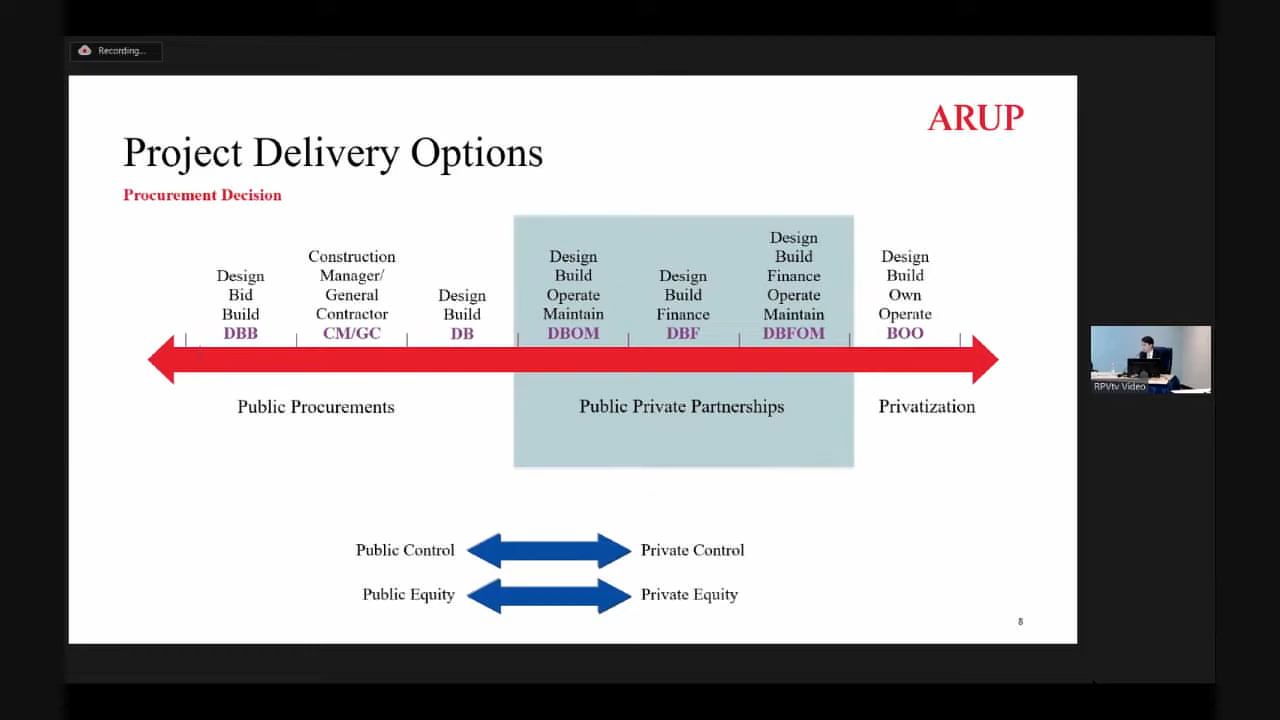 Recording...
ARUP
Project Delivery Options
Procurement Decision
Design
Bid
Build
DBB
Construction
Manager/
General
Contractor
CM/GC
Design
Build
DB
Design
Build
Operate
Maintain
DBOM
Design
Build
Finance
DBF
Design
Build
Finance
Operate
Maintain
DBFOM
Design
Build
Own
Operate
BOO
Public Procurements
Public Private Partnerships
Privatization
Public Control
Private Control
Public Equity
Private Equity
8
RPVtv Video